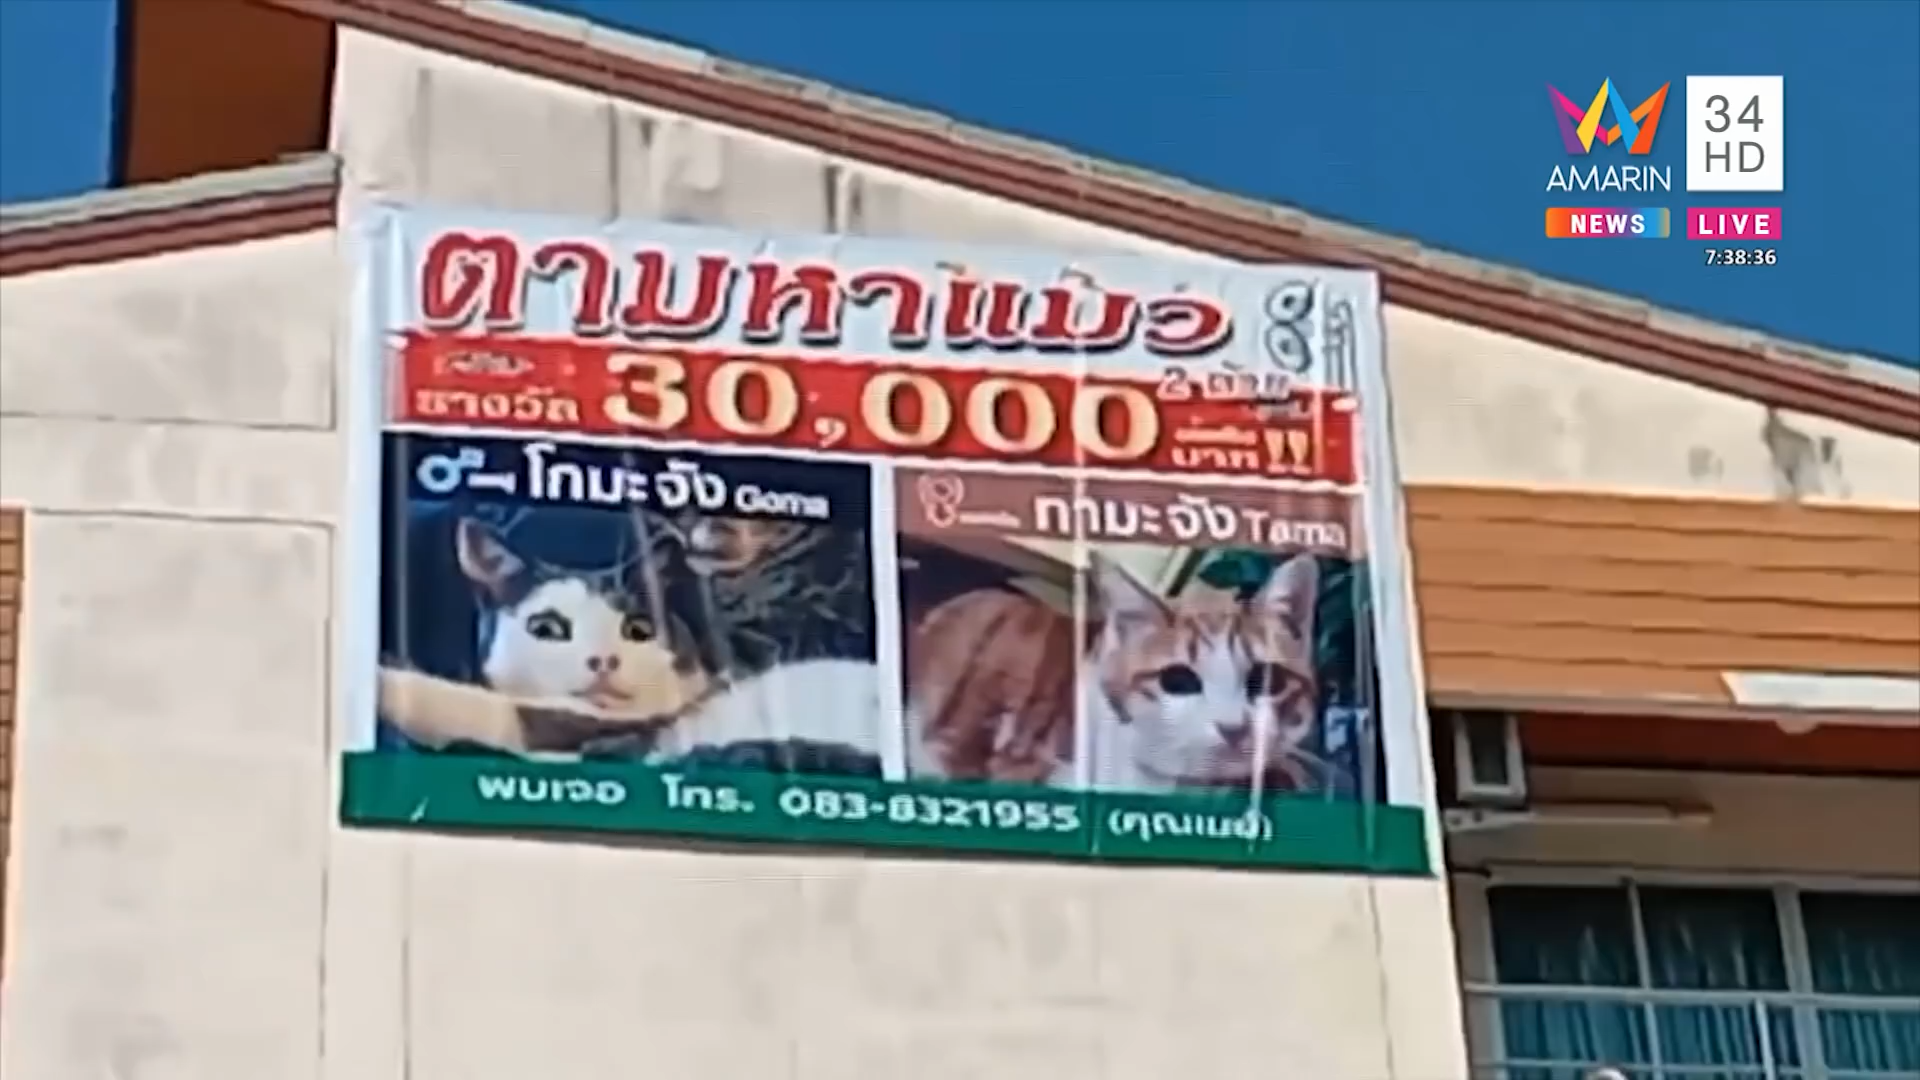 AMARIN
34
HD
NEWS
LIVE
7:38:36
ตามหาแมว
รางวัล 30,000 2 ตัว
บาท !!
โกมะจัง Goma
ทามะจัง Tama
พบเจอ โทร. 083-8321955 (คุณเมย์)